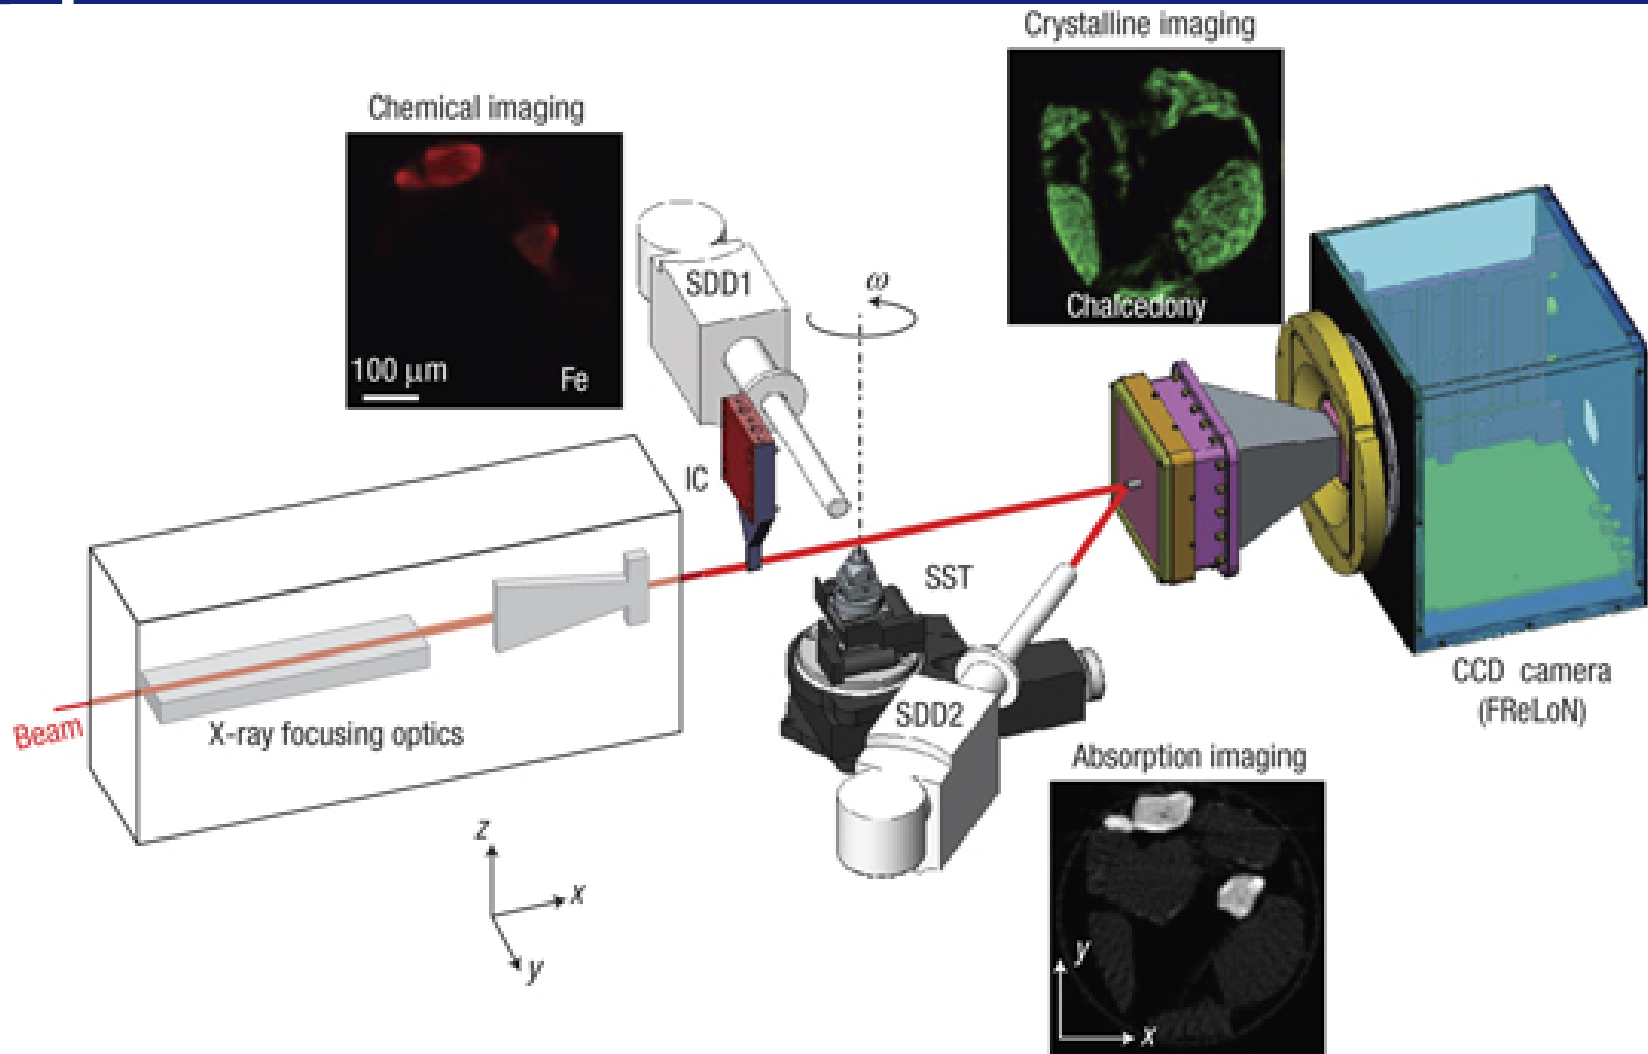 Crystalline imaging
Chemical imaging
SDD1
ω
Chalcedony
100 μm
Fe
IC
SST
CCD camera
(FReLoN)
SDD2
Beam
X-ray focusing optics
Absorption imaging
z
x
y
y
x